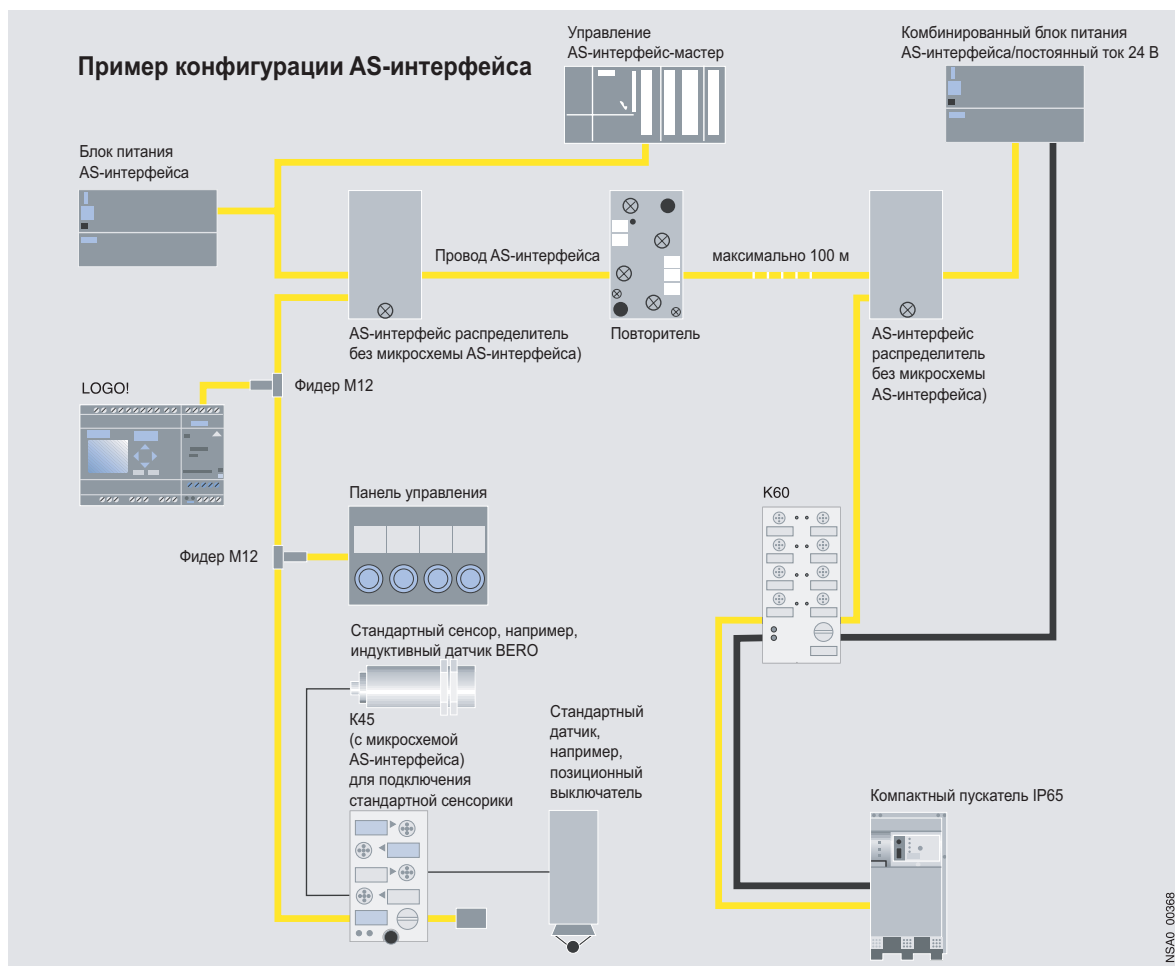 Пример конфигурации AS-интерфейса
Управление
AS-интерфейс-мастер
Комбинированный блок питания
AS-интерфейса/постоянный ток 24 В
Блок питания
AS-интерфейса
Провод AS-интерфейса
максимально 100 м
AS-интерфейс распределитель
без микросхемы AS-интерфейса)
Повторитель
AS-интерфейс
распределитель
без микросхемы
AS-интерфейса)
LOGO!
Фидер M12
Панель управления
K60
Фидер M12
Стандартный сенсор, например,
индуктивный датчик BERO
K45
(с микросхемой
AS-интерфейса)
для подключения
стандартной сенсорики
Стандартный
датчик,
например,
позиционный
выключатель
Компактный пускатель IP65
NSA0_00368